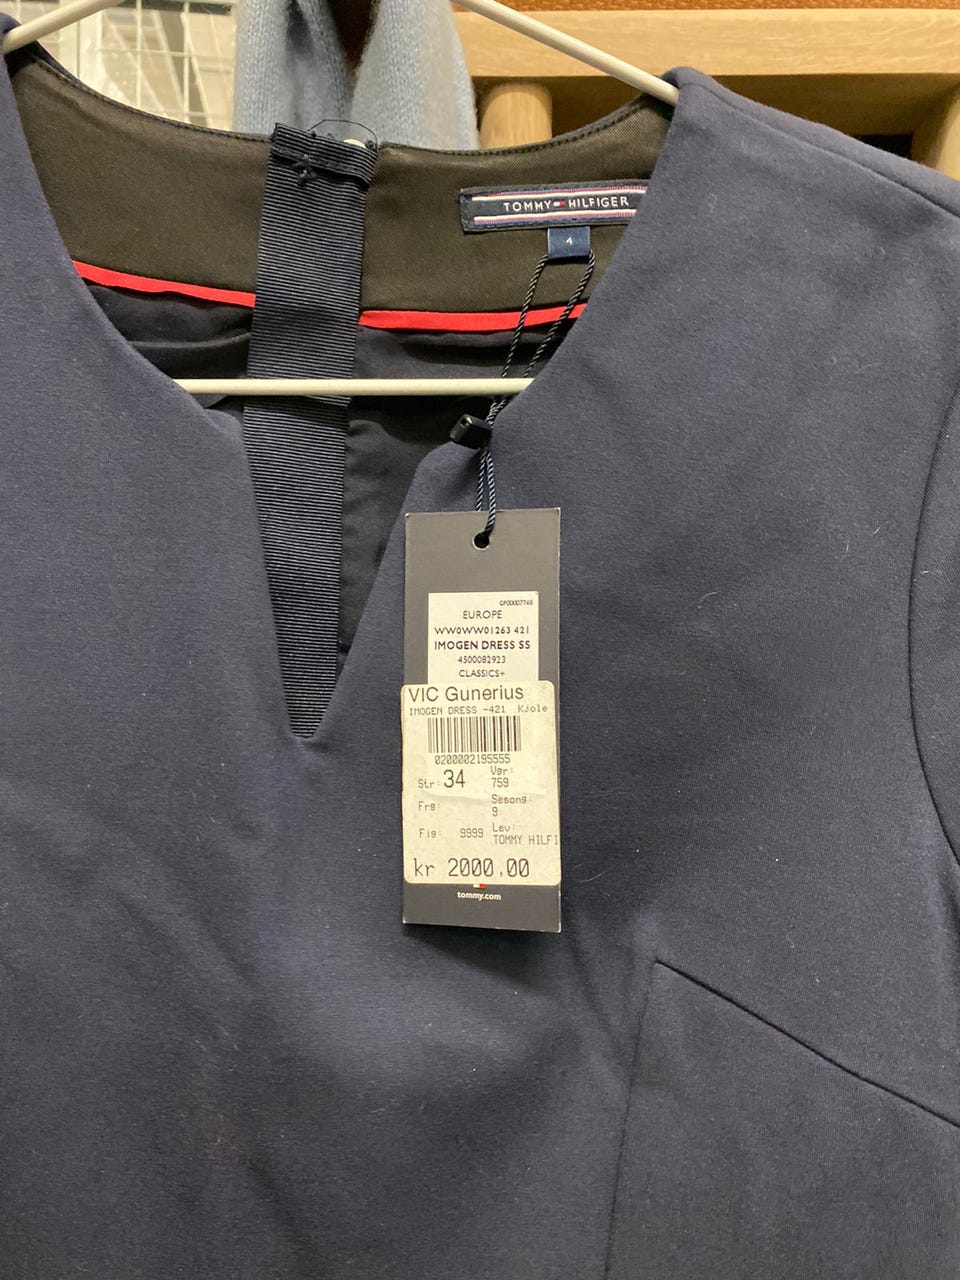 TOMMY HILFIGER
4
GP00007749
EUROPE
WW0WW01263 421
IMOGEN DRESS SS
4500082923
CLASSICS+
VIC Gunerius
IMOGEN DRESS -421 Kjole
0200002195555
Str: 34 Vgr: 759
Frg: Sesong: 9
Fig: 9999 Lev: TOMMY HILFI
kr 2000,00
tommy.com